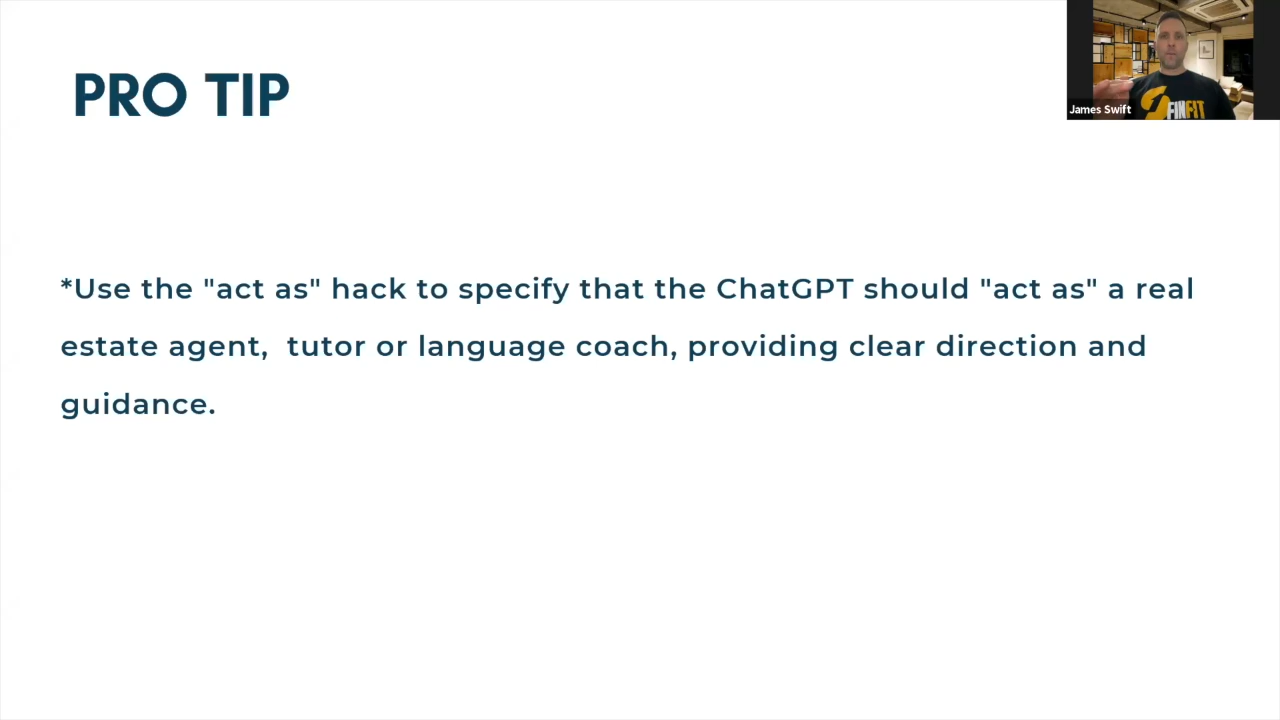 PRO TIP
James Swift
FINFIT
*Use the "act as" hack to specify that the ChatGPT should "act as" a real
estate agent,  tutor or language coach, providing clear direction and
guidance.